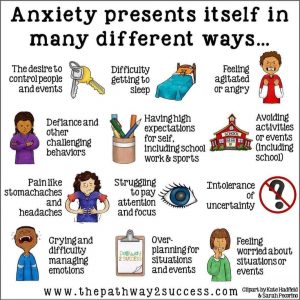 Anxiety presents itself in
many different ways...
The desire to
control people
and events
Difficulty
getting to
sleep
Feeling
agitated
or angry
Defiance and
other
challenging
behaviors
Having high
expectations
for self,
including school
work & sports
SCHOOL
Avoiding
activities
or events
(including
school)
Pain like
stomachaches
and
headaches
Struggling
to pay
attention
and focus
Intolerance
of
uncertainty
Crying and
difficulty
managing
emotions
Over-
planning for
situations
and events
Feeling
worried about
situations or
events
www.thepathway2success.com
Clipart by Kate Hadfield
& Sarah Pecorino